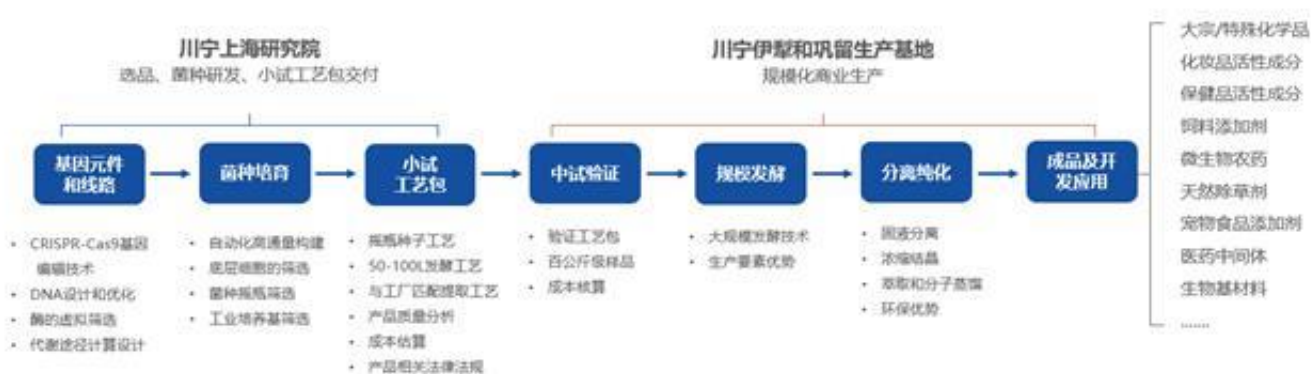 川宁上海研究院
选品、菌种研发、小试工艺包交付
川宁伊犁和巩留生产基地
规模化商业生产
基因元件
和线路
菌种培育
小试
工艺包
中试验证
规模发酵
分离纯化
成品及开
发应用
• CRISPR-Cas9基因
编辑技术
• DNA设计和优化
• 酶的虚拟筛选
• 代谢途径计算设计
• 自动化高通量构建
• 底层细胞的筛选
• 菌种摇瓶筛选
• 工业培养基筛选
• 摇瓶种子工艺
• 50-100L发酵工艺
• 与工厂匹配提取工艺
• 产品质量分析
• 成本估算
• 产品相关法律法规
• 验证工艺包
• 百公斤级样品
• 成本核算
• 大规模发酵技术
• 生产要素优势
• 固液分离
• 浓缩结晶
• 萃取和分子蒸馏
• 环保优势
大宗/特殊化学品
化妆品活性成分
保健品活性成分
饲料添加剂
微生物农药
天然除草剂
宠物食品添加剂
医药中间体
生物基材料
……